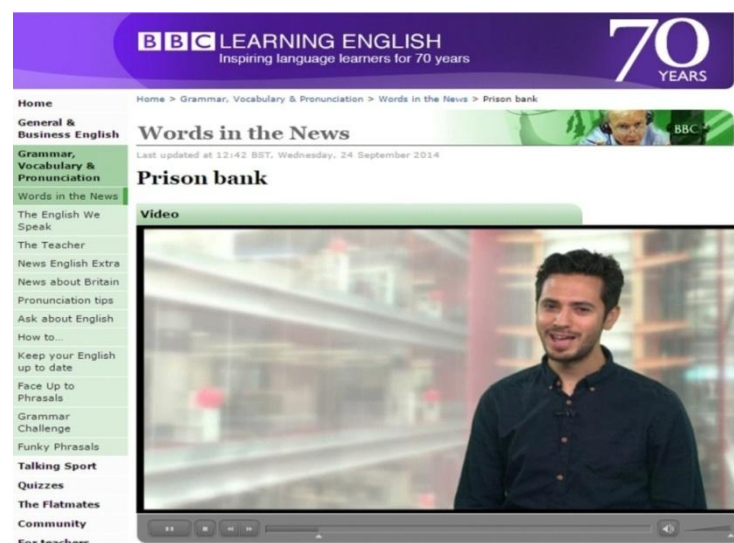 BBC LEARNING ENGLISH
Inspiring language learners for 70 years
70
YEARS
Home
General &
Business English
Grammar,
Vocabulary &
Pronunciation
Words in the News
The English We
Speak
The Teacher
News English Extra
News about Britain
Pronunciation tips
Ask about English
How to...
Keep your English
up to date
Face Up to
Phrasals
Grammar
Challenge
Funky Phrasals
Talking Sport
Quizzes
The Flatmates
Community
For teachers
Home > Grammar, Vocabulary & Pronunciation > Words in the News > Prison bank
Words in the News
BBC
Last updated at 12:42 BST, Wednesday, 24 September 2014
Prison bank
Video